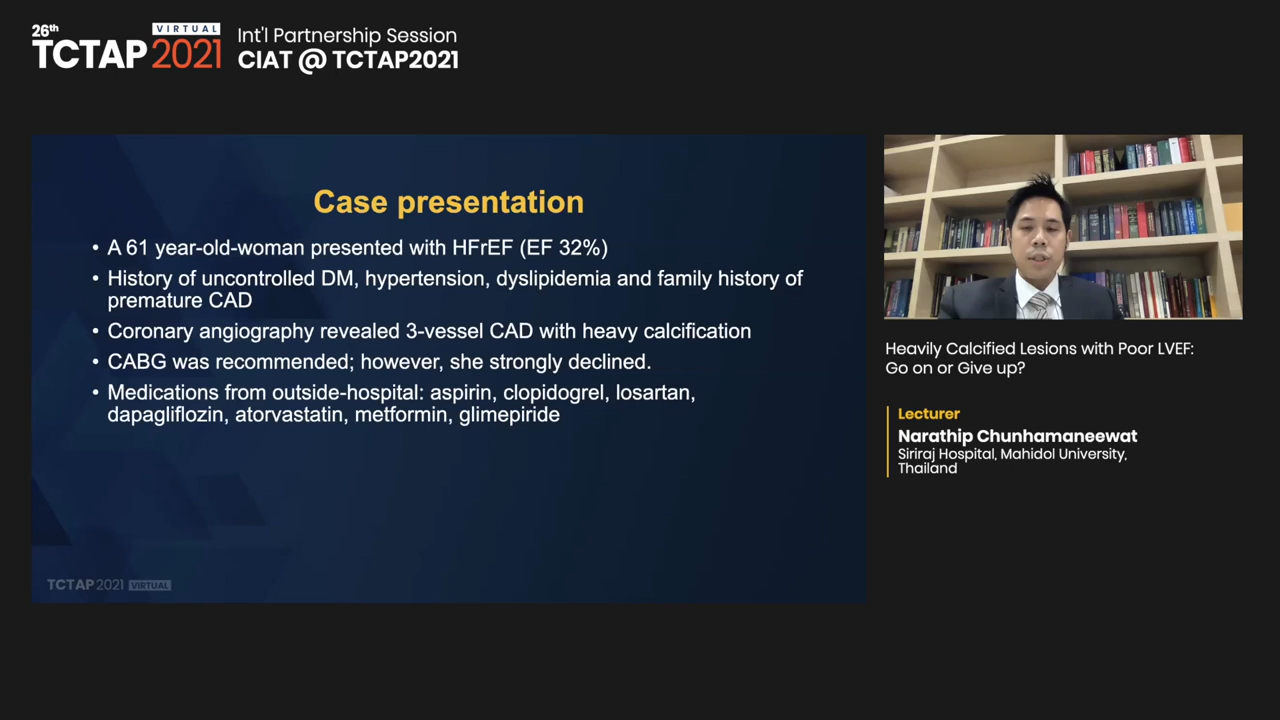 26th
VIRTUAL
TCTAP 2021
Int'l Partnership Session
CIAT @ TCTAP2021
Case presentation
• A 61 year-old-woman presented with HFrEF (EF 32%)
• History of uncontrolled DM, hypertension, dyslipidemia and family history of
premature CAD
• Coronary angiography revealed 3-vessel CAD with heavy calcification
• CABG was recommended; however, she strongly declined.
• Medications from outside-hospital: aspirin, clopidogrel, losartan,
dapagliflozin, atorvastatin, metformin, glimepiride
TCTAP 2021 VIRTUAL
Heavily Calcified Lesions with Poor LVEF:
Go on or Give up?
Lecturer
Narathip Chunhamaneewat
Siriraj Hospital, Mahidol University,
Thailand